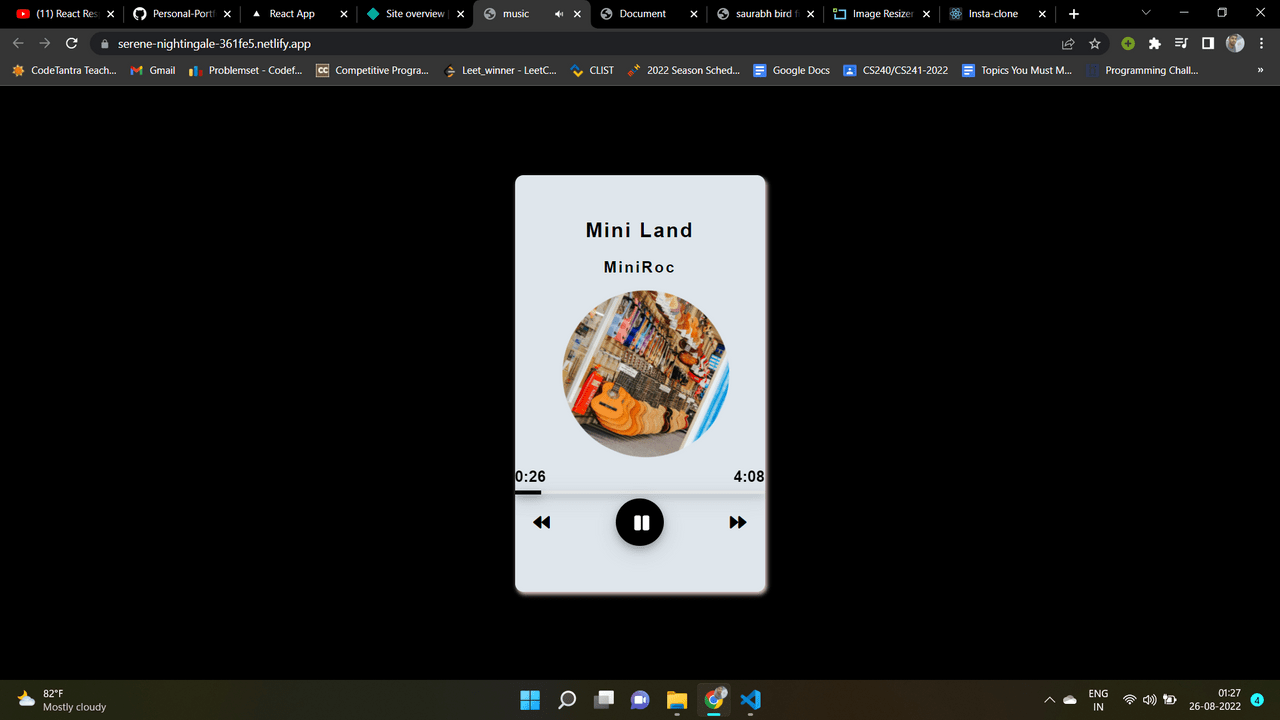 (11) React Res
Personal-Portf
React App
Site overview
music
Document
saurabh bird f
Image Resizer
Insta-clone
serene-nightingale-361fe5.netlify.app
CodeTantra Teach...
Gmail
Problemset - Codef...
CC
Competitive Progra...
Leet_winner - LeetC...
CLIST
2022 Season Sched...
Google Docs
CS240/CS241-2022
Topics You Must M...
Programming Chall...
»
Mini Land
MiniRoc
0:26
4:08
82°F
Mostly cloudy
ENG
IN
01:27
26-08-2022
4